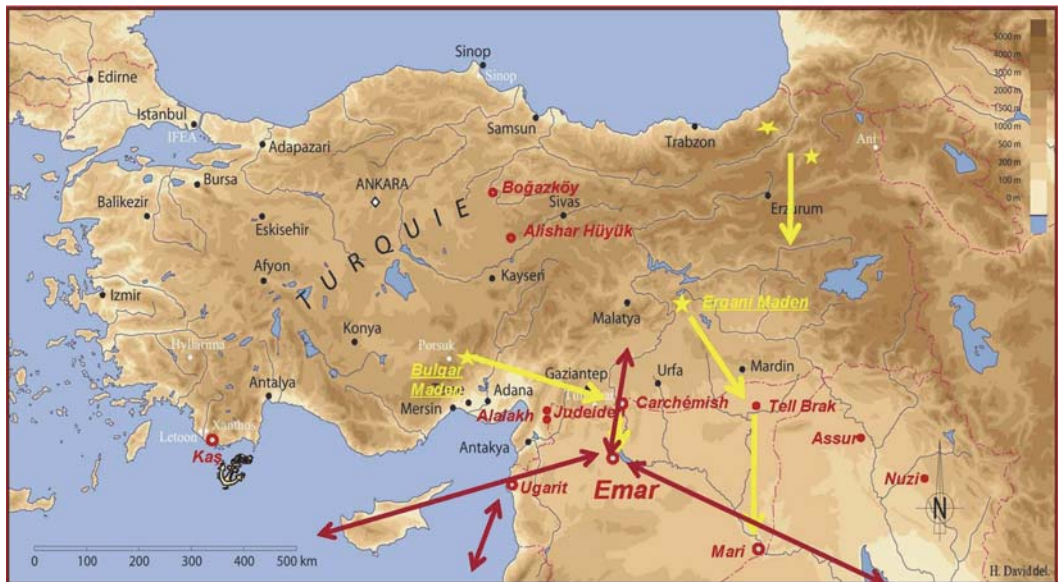 Sinop
Sinop
5000 m
4000 m
3000 m
2000 m
1500 m
1000 m
500 m
200 m
100 m
0 m
Edirne
Istanbul
IFEA
Adapazari
Samsun
Trabzon
Ani
Bursa
ANKARA
Boğazköy
Balikezir
Sivas
Erzurum
Eskisehir
TURQUIE
Alishar Hüyük
Afyon
Kayseri
Izmir
Malatya
Ergani Maden
Konya
Porsuk
Hyllarima
Bulgar
Maden
Gaziantep
Urfa
Mardin
Antalya
Mersin
Adana
Carchémish
Tell Brak
Alalakh
Judeide
Letoon
Xanthos
Kaş
Antakya
Assur
Emar
Nuzi
Ugarit
N
Mari
0
100
200
300
400
500 km
H. David del.